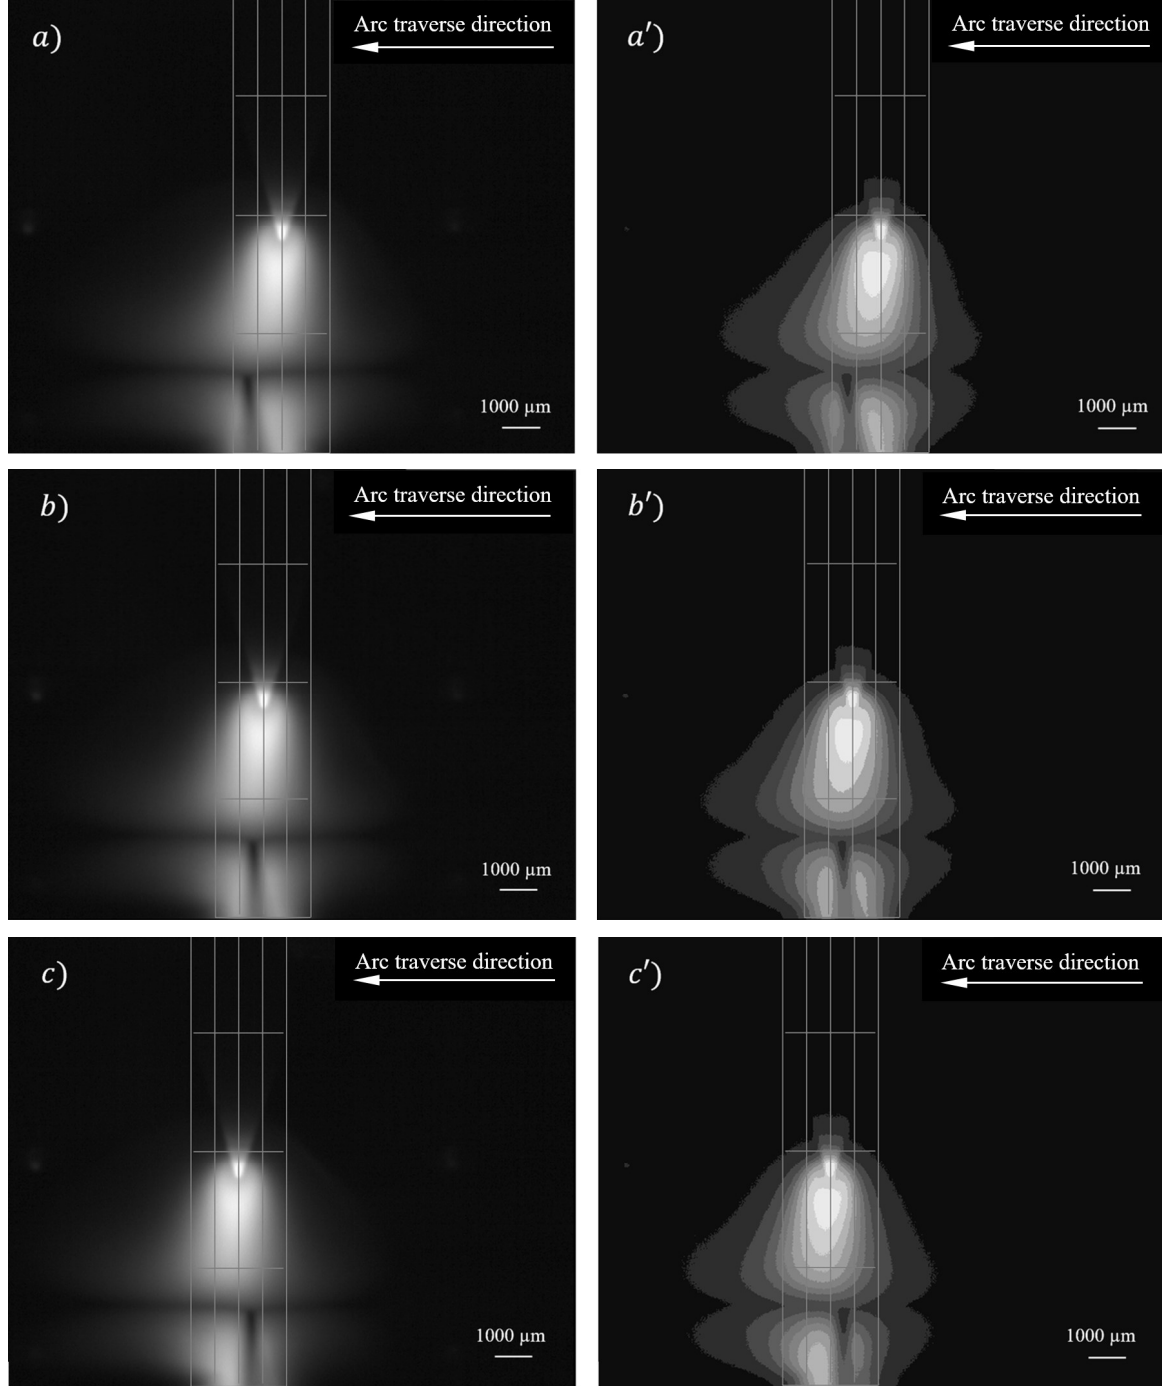 a)
Arc traverse direction
1000 µm
a′)
Arc traverse direction
1000 µm
b)
Arc traverse direction
1000 µm
b′)
Arc traverse direction
1000 µm
c)
Arc traverse direction
1000 µm
c′)
Arc traverse direction
1000 µm